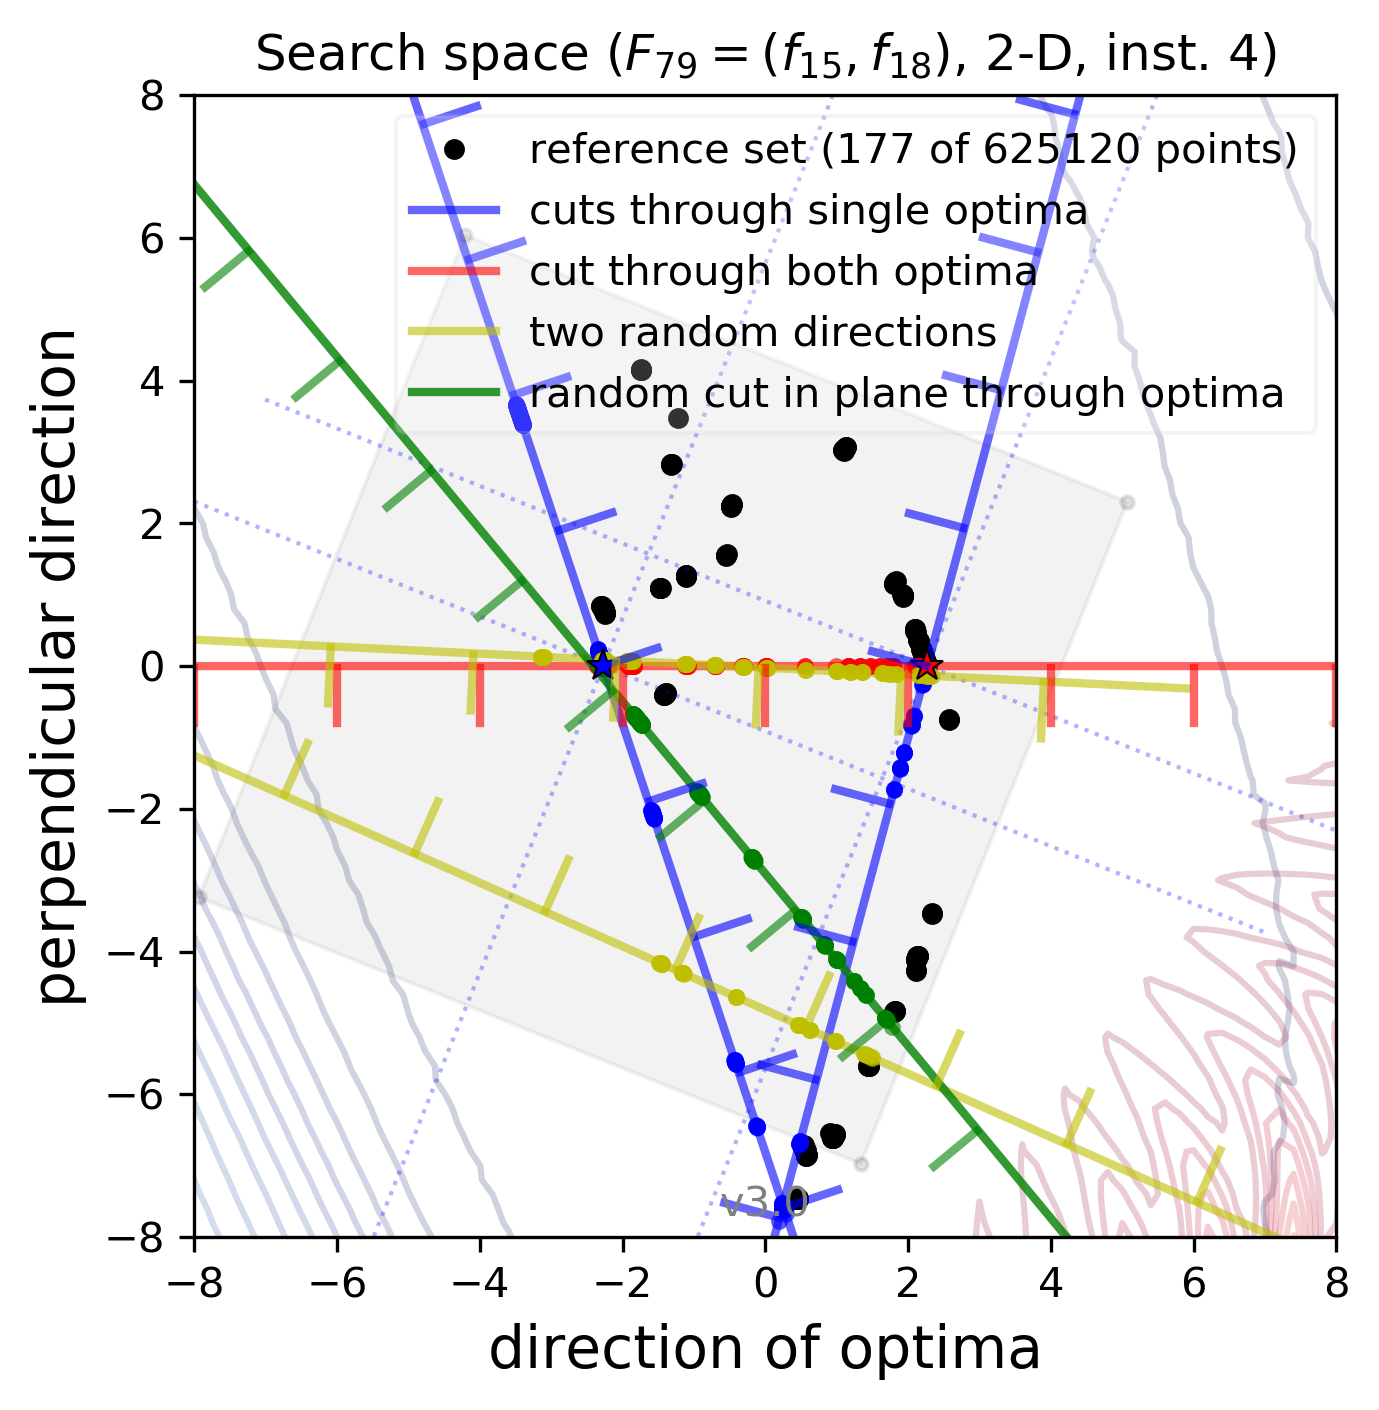 Search space (F₇₉ = (f₁₅, f₁₈), 2-D, inst. 4)
8
6
4
2
0
−2
−4
−6
−8
perpendicular direction
reference set (177 of 625120 points)
cuts through single optima
cut through both optima
two random directions
random cut in plane through optima
v3.0
−8 −6 −4 −2 0 2 4 6 8
direction of optima